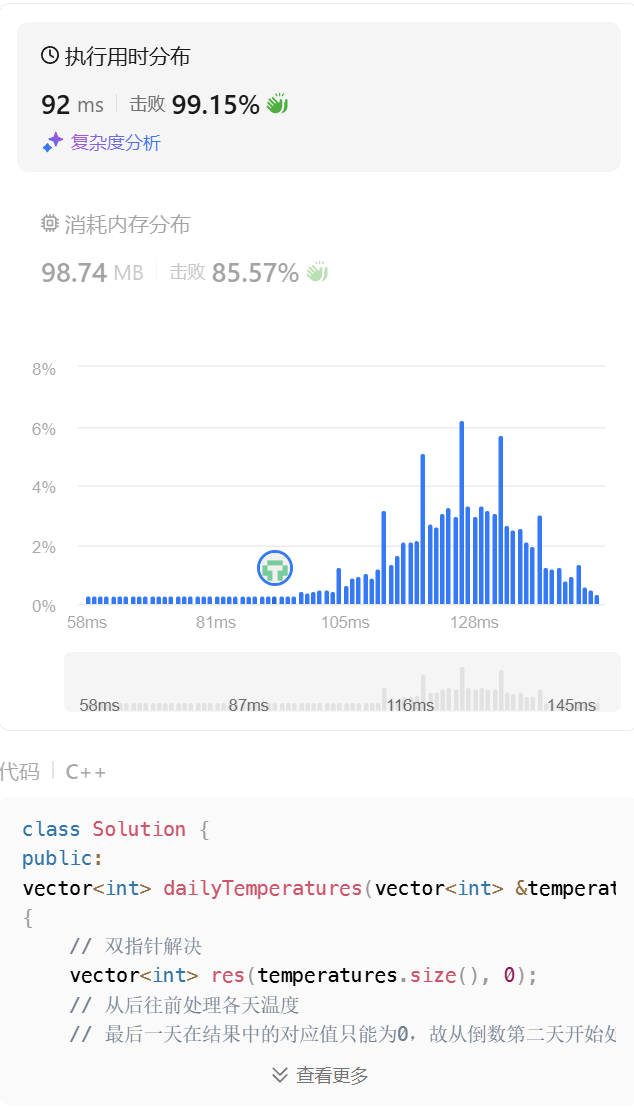 执行用时分布
92 ms 击败 99.15%
复杂度分析
消耗内存分布
98.74 MB 击败 85.57%
8%
6%
4%
2%
0%
58ms 81ms 105ms 128ms
58ms 87ms 116ms 145ms
代码 C++
class Solution {
public:
vector<int> dailyTemperatures(vector<int> &temperat
{
// 双指针解决
vector<int> res(temperatures.size(), 0);
// 从后往前处理各天温度
// 最后一天在结果中的对应值只能为0，故从倒数第二天开始处
查看更多